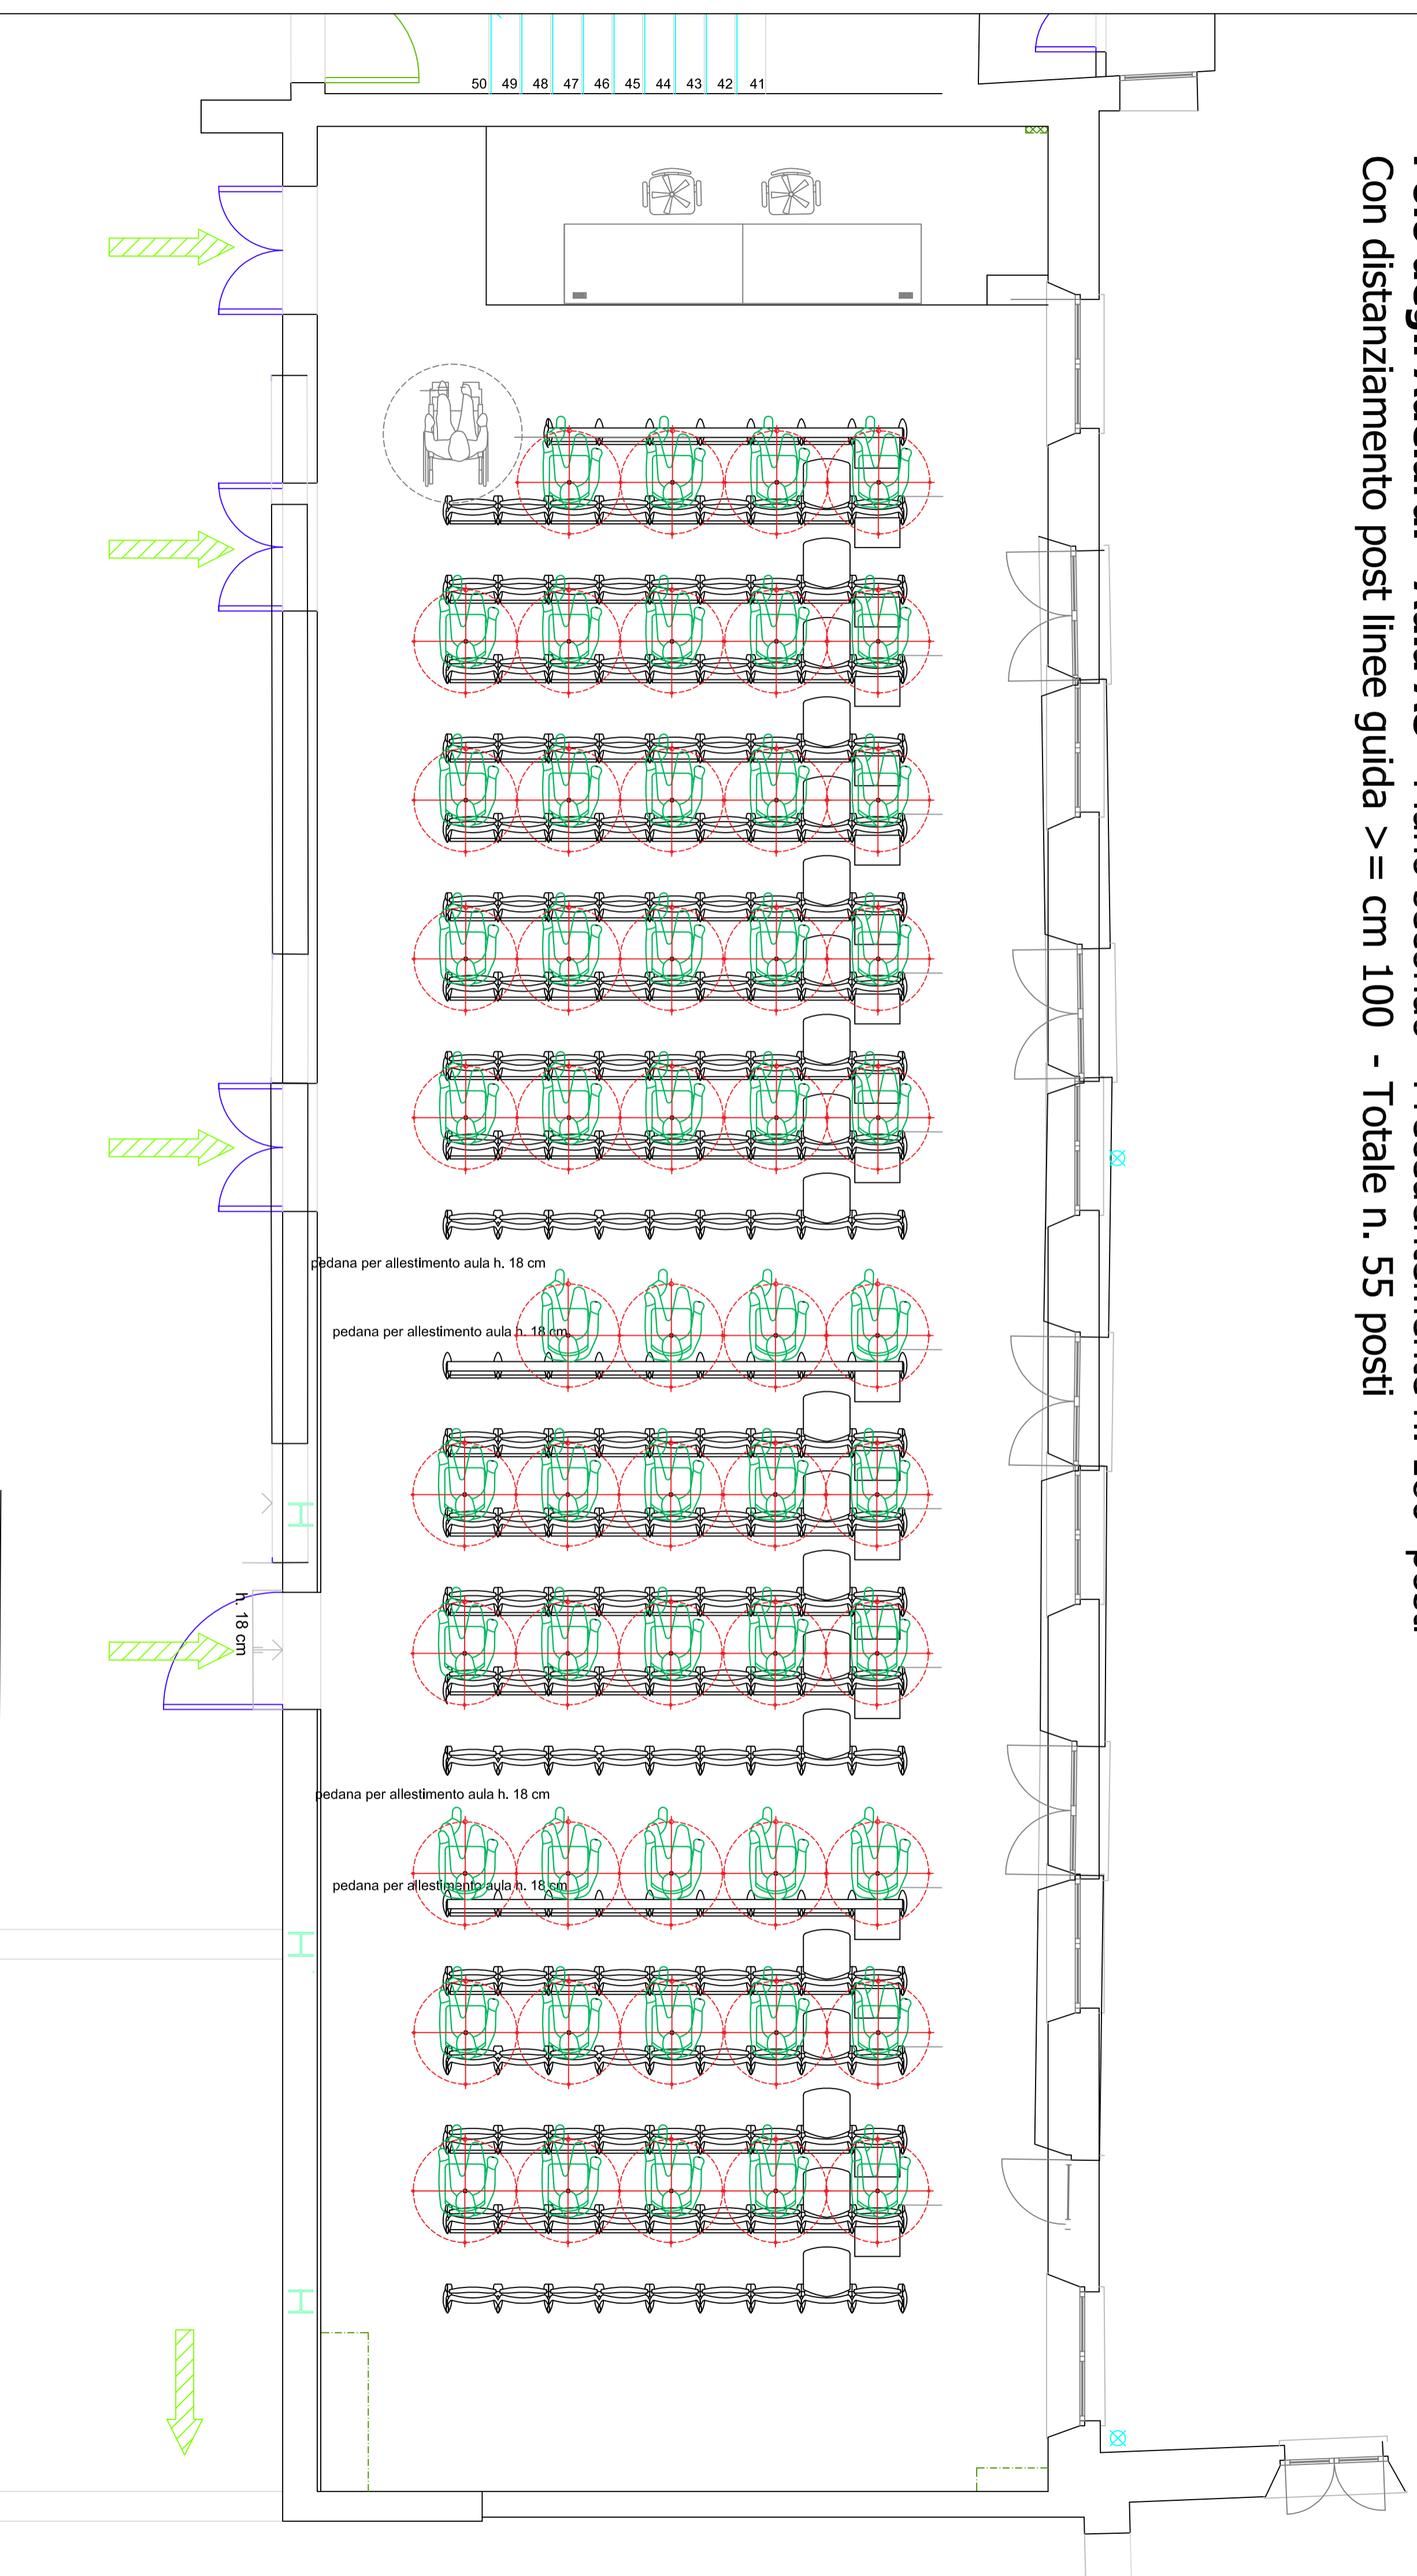 50 49 48 47 46 45 44 43 42 41
Con distanziamento post linee guida >= cm 100 - Totale n. 55 posti
pedana per allestimento aula h. 18 cm
pedana per allestimento aula h. 18 cm
h. 18 cm
pedana per allestimento aula h. 18 cm
pedana per allestimento aula h. 18 cm
H
H
H